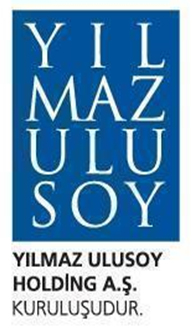 YIL
MAZ
ULU
SOY
YILMAZ ULUSOY
HOLDİNG A.Ş.
KURULUŞUDUR.